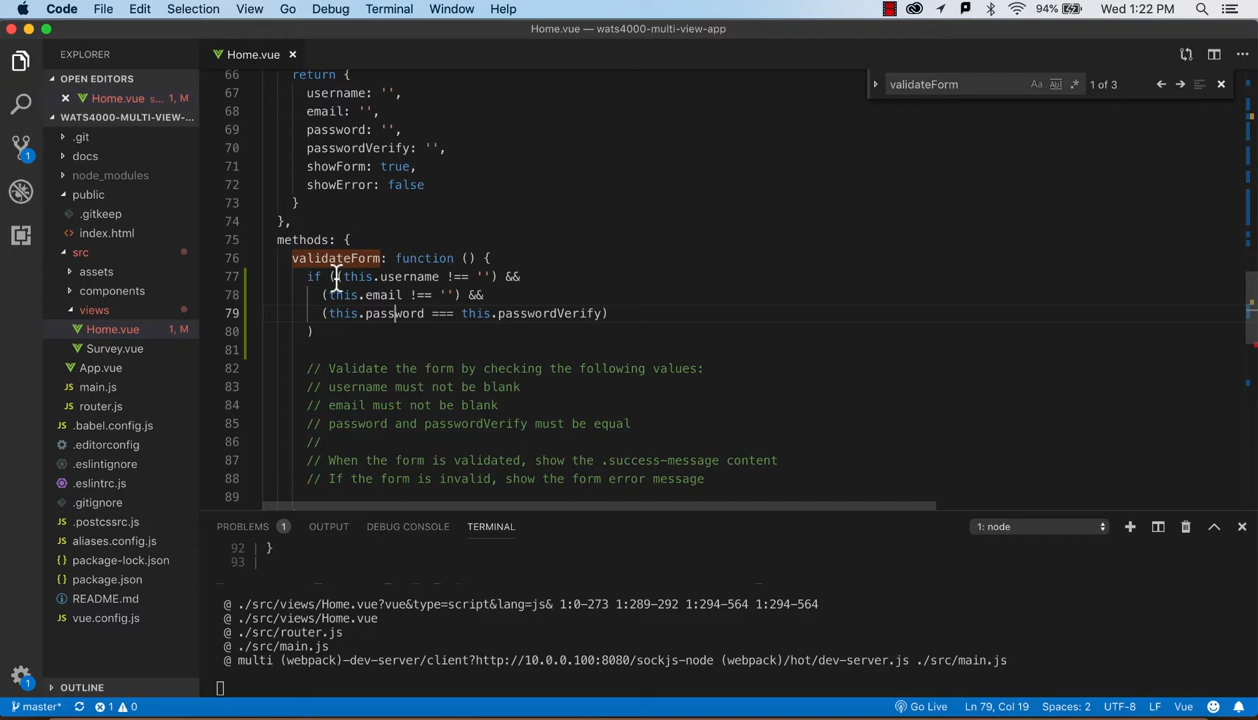 Code File Edit Selection View Go Debug Terminal Window Help 94% Wed 1:22 PM
Home.vue — wats4000-multi-view-app
EXPLORER
OPEN EDITORS
Home.vue s... 1, M
WATS4000-MULTI-VIEW-...
.git
docs
node_modules
public
.gitkeep
index.html
src
assets
components
views
Home.vue 1, M
Survey.vue
App.vue
JS main.js
JS router.js
B .babel.config.js
.editorconfig
.eslintignore
.eslintrc.js
.gitignore
.postcssrc.js
JS aliases.config.js
{ } package-lock.json
{ } package.json
README.md
JS vue.config.js
OUTLINE
1
1
Home.vue
validateForm Aa Abl .* 1 of 3
66 return {
67 username: '',
68 email: '',
69 password: '',
70 passwordVerify: '',
71 showForm: true,
72 showError: false
73 }
74 },
75 methods: {
76 validateForm: function () {
77 if ((this.username !== '') &&
78 (this.email !== '') &&
79 (this.password === this.passwordVerify)
80 )
81
82 // Validate the form by checking the following values:
83 // username must not be blank
84 // email must not be blank
85 // password and passwordVerify must be equal
86 //
87 // When the form is validated, show the .success-message content
88 // If the form is invalid, show the form error message
89
PROBLEMS 1 OUTPUT DEBUG CONSOLE TERMINAL 1: node
92 | }
93 |
@ ./src/views/Home.vue?vue&type=script&lang=js& 1:0-273 1:289-292 1:294-564 1:294-564
@ ./src/views/Home.vue
@ ./src/router.js
@ ./src/main.js
@ multi (webpack)-dev-server/client?http://10.0.0.100:8080/sockjs-node (webpack)/hot/dev-server.js ./src/main.js
master* 1 0 Go Live Ln 79, Col 19 Spaces: 2 UTF-8 LF Vue